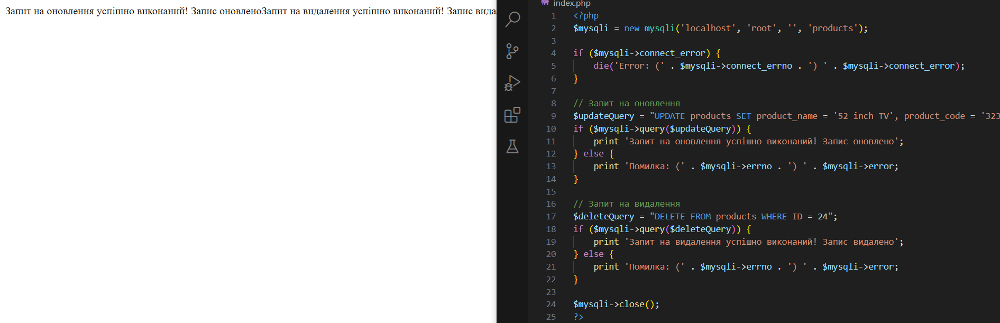 Запит на оновлення успішно виконаний! Запис оновленоЗапит на видалення успішно виконаний! Запис вида
index.php
1 <?php
2 $mysqli = new mysqli('localhost', 'root', '', 'products');
3
4 if ($mysqli->connect_error) {
5 die('Error: (' . $mysqli->connect_errno . ') ' . $mysqli->connect_error);
6 }
7
8 // Запит на оновлення
9 $updateQuery = "UPDATE products SET product_name = '52 inch TV', product_code = '323
10 if ($mysqli->query($updateQuery)) {
11 print 'Запит на оновлення успішно виконаний! Запис оновлено';
12 } else {
13 print 'Помилка: (' . $mysqli->errno . ') ' . $mysqli->error;
14 }
15
16 // Запит на видалення
17 $deleteQuery = "DELETE FROM products WHERE ID = 24";
18 if ($mysqli->query($deleteQuery)) {
19 print 'Запит на видалення успішно виконаний! Запис видалено';
20 } else {
21 print 'Помилка: (' . $mysqli->errno . ') ' . $mysqli->error;
22 }
23
24 $mysqli->close();
25 ?>